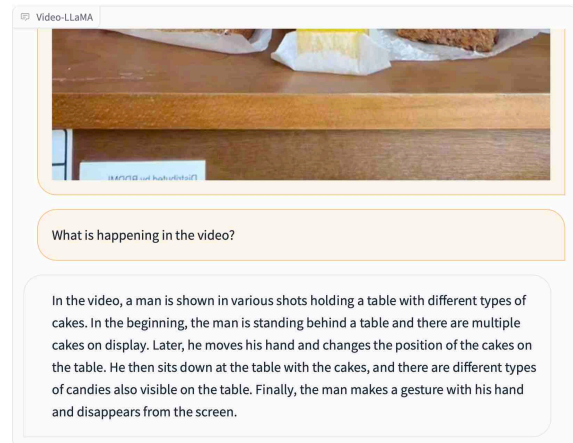 Video-LLaMA
What is happening in the video?
In the video, a man is shown in various shots holding a table with different types of
cakes. In the beginning, the man is standing behind a table and there are multiple
cakes on display. Later, he moves his hand and changes the position of the cakes on
the table. He then sits down at the table with the cakes, and there are different types
of candies also visible on the table. Finally, the man makes a gesture with his hand
and disappears from the screen.